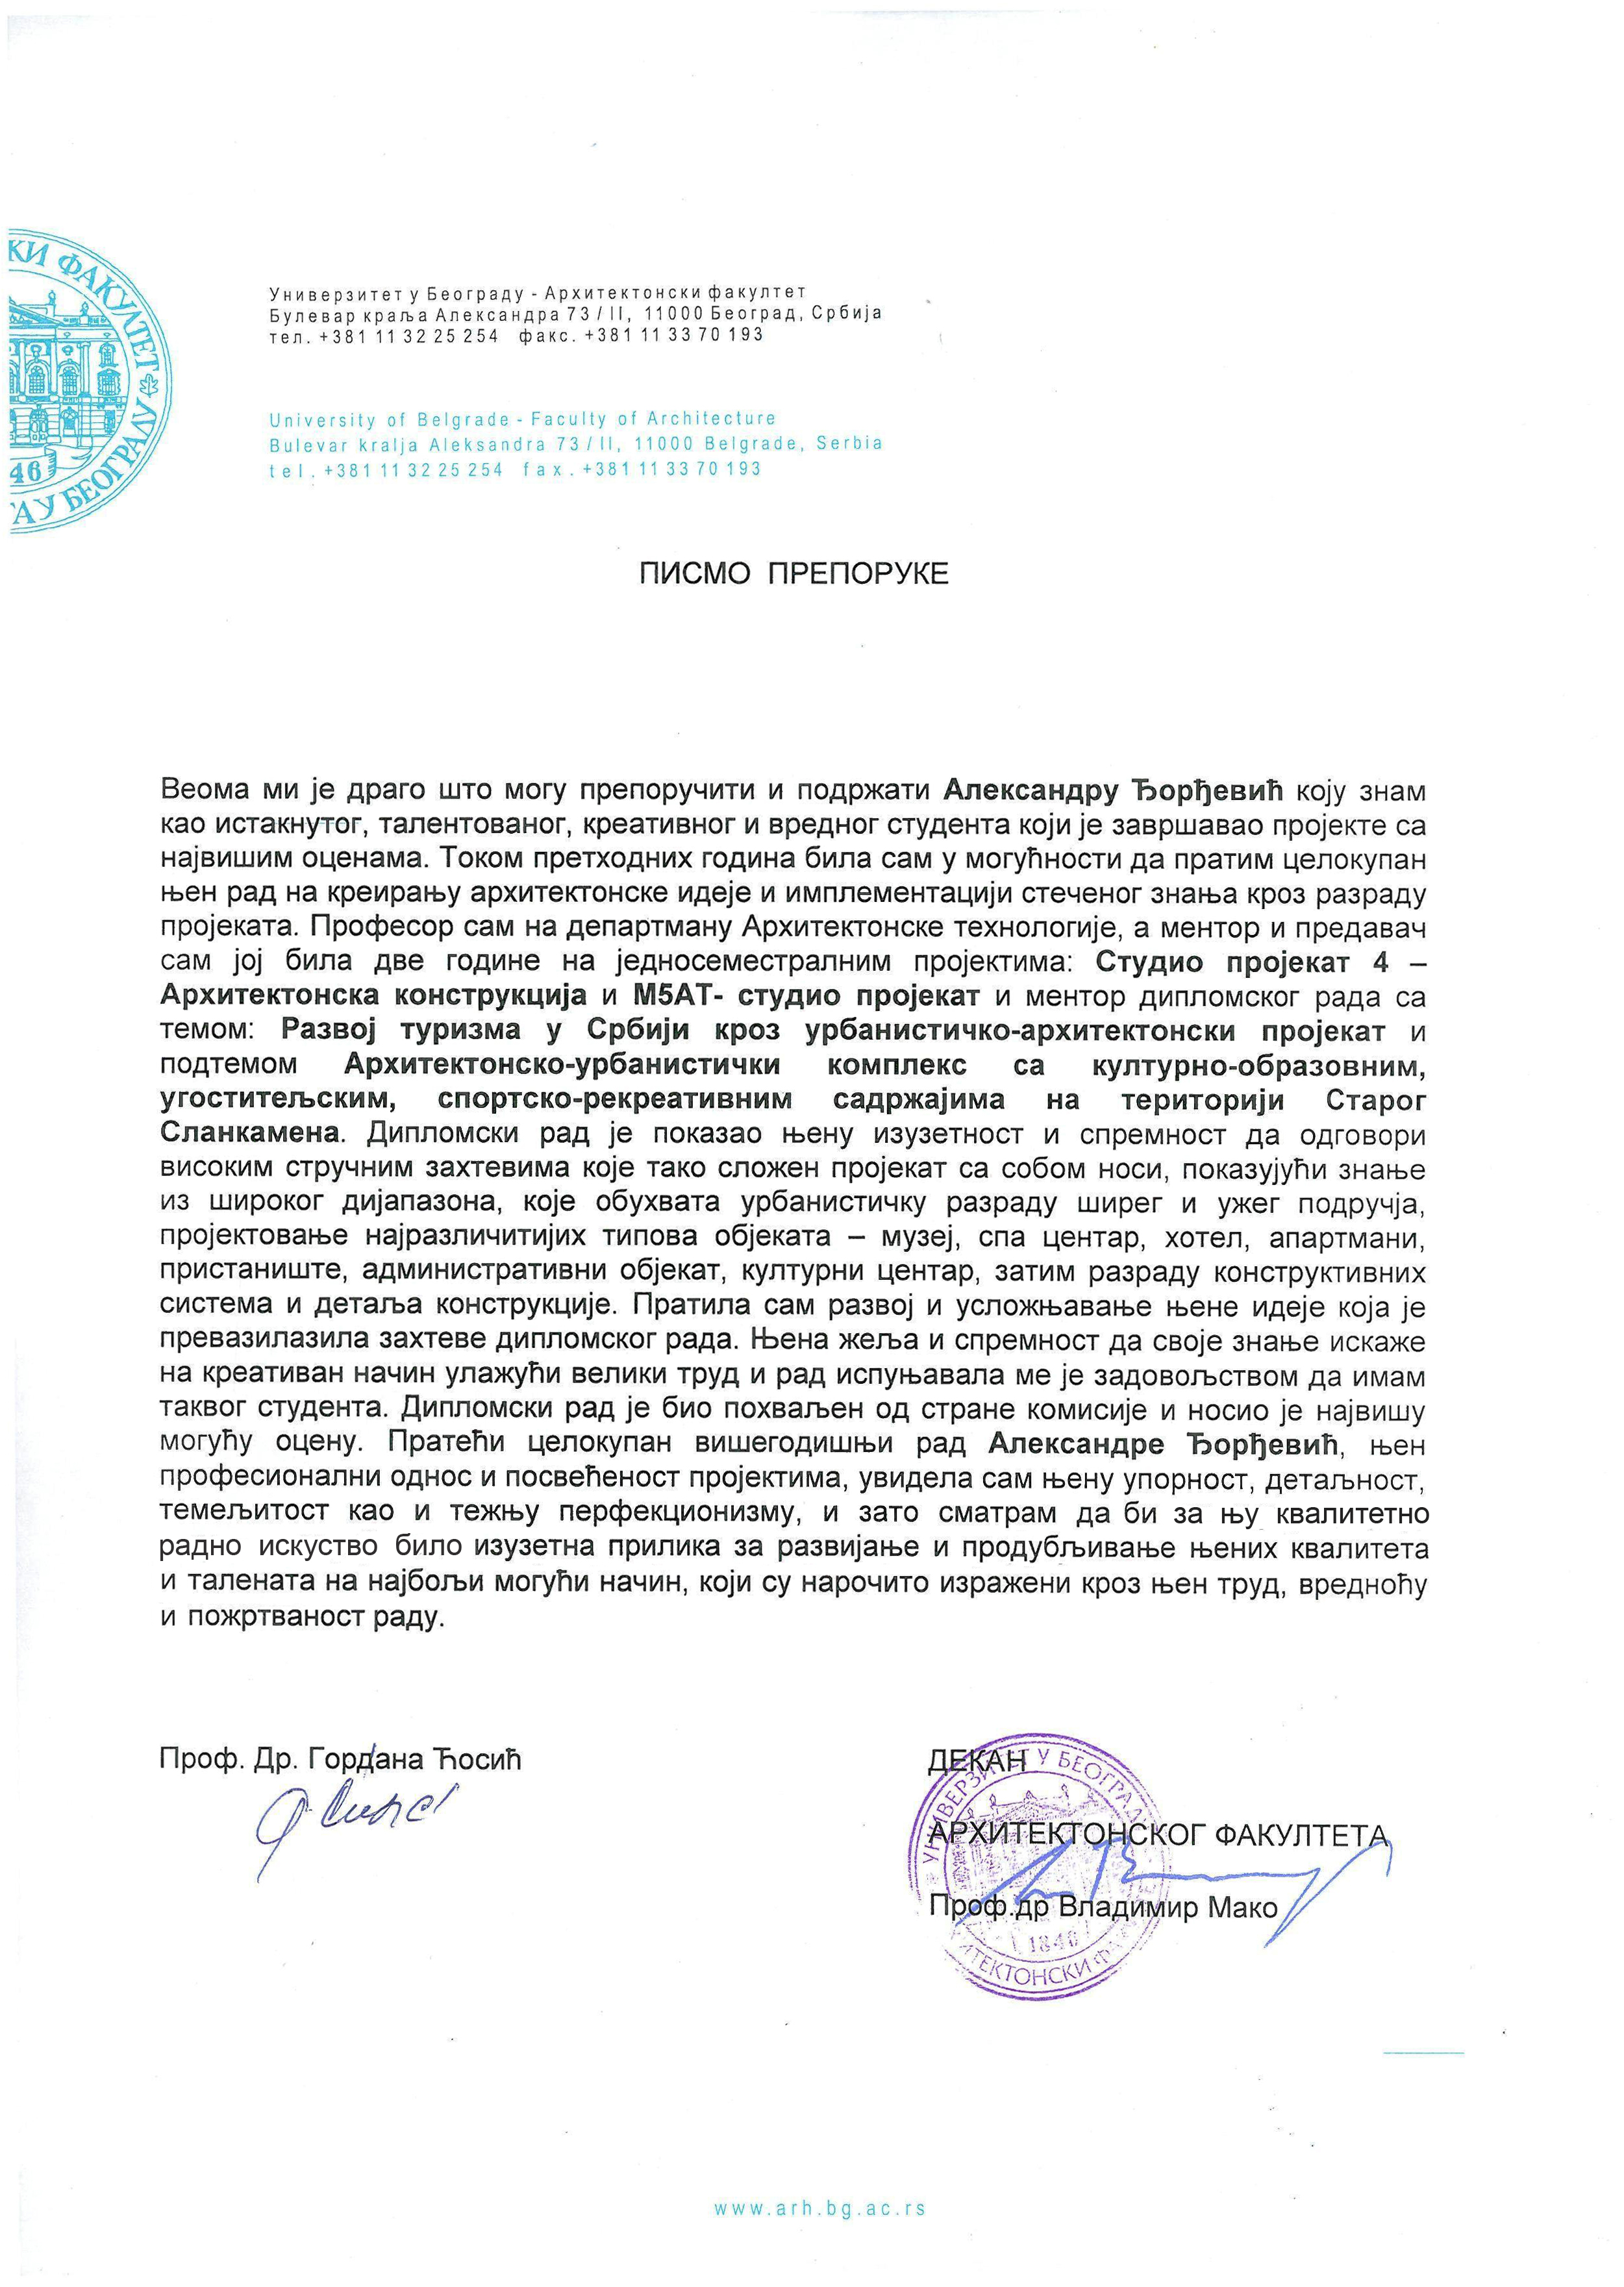 КИ ФАКУЛТЕТ
46
ТА У БЕОГРАДУ
Универзитет у Београду - Архитектонски факултет
Булевар краља Александра 73 / II, 11000 Београд, Србија
тел. +381 11 32 25 254 факс. +381 11 33 70 193
University of Belgrade - Faculty of Architecture
Bulevar kralja Aleksandra 73 / II, 11000 Belgrade, Serbia
tel. +381 11 32 25 254 fax. +381 11 33 70 193
ПИСМО ПРЕПОРУКЕ
Веома ми је драго што могу препоручити и подржати Александру Ђорђевић коју знам
као истакнутог, талентованог, креативног и вредног студента који је завршавао пројекте са
највишим оценама. Током претходних година била сам у могућности да пратим целокупан
њен рад на креирању архитектонске идеје и имплементацији стеченог знања кроз разраду
пројеката. Професор сам на департману Архитектонске технологије, а ментор и предавач
сам јој била две године на једносеместралним пројектима: Студио пројекат 4 –
Архитектонска конструкција и М5АТ- студио пројекат и ментор дипломског рада са
темом: Развој туризма у Србији кроз урбанистичко-архитектонски пројекат и
подтемом Архитектонско-урбанистички комплекс са културно-образовним,
угоститељским, спортско-рекреативним садржајима на територији Старог
Сланкамена. Дипломски рад је показао њену изузетност и спремност да одговори
високим стручним захтевима које тако сложен пројекат са собом носи, показујући знање
из широког дијапазона, које обухвата урбанистичку разраду ширег и ужег подручја,
пројектовање најразличитијих типова објеката – музеј, спа центар, хотел, апартмани,
пристаниште, административни објекат, културни центар, затим разраду конструктивних
система и детаља конструкције. Пратила сам развој и усложњавање њене идеје која је
превазилазила захтеве дипломског рада. Њена жеља и спремност да своје знање искаже
на креативан начин улажући велики труд и рад испуњавала ме је задовољством да имам
таквог студента. Дипломски рад је био похваљен од стране комисије и носио је највишу
могућу оцену. Пратећи целокупан вишегодишњи рад Александре Ђорђевић, њен
професионални однос и посвећеност пројектима, увидела сам њену упорност, детаљност,
темељитост као и тежњу перфекционизму, и зато сматрам да би за њу квалитетно
радно искуство било изузетна прилика за развијање и продубљивање њених квалитета
и талената на најбољи могући начин, који су нарочито изражени кроз њен труд, вредноћу
и пожртваност раду.
Проф. Др. Гордана Ћосић
ДЕКАН
АРХИТЕКТОНСКОГ ФАКУЛТЕТА
Проф.др Владимир Мако
УНИВЕРЗИТЕТ У БЕОГРАДУ
1846
www.arh.bg.ac.rs